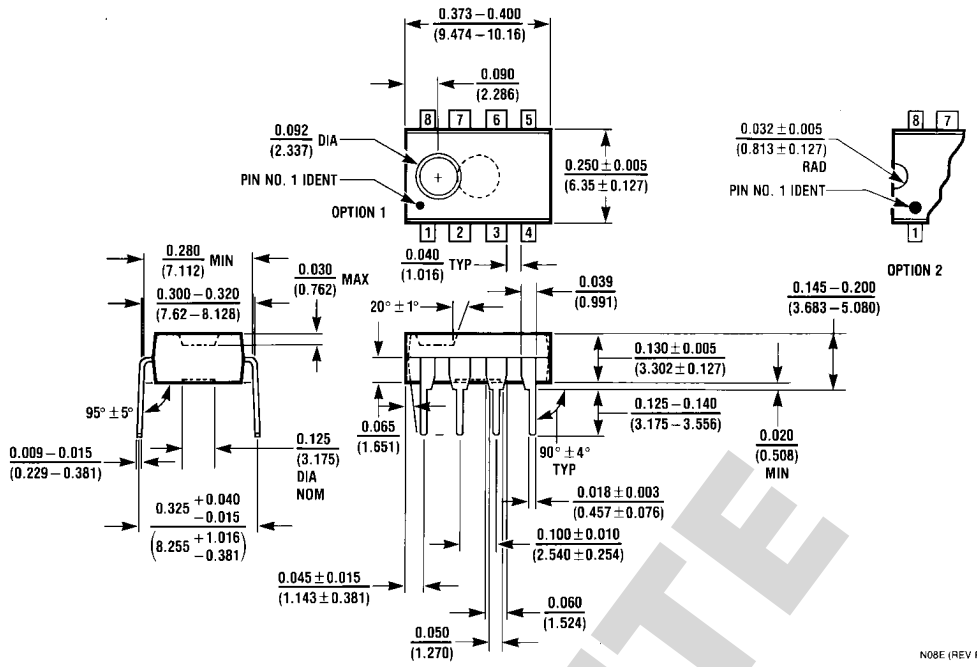 0.373–0.400
(9.474–10.16)
0.090
(2.286)
8 7 6 5
0.092 DIA
(2.337)
PIN NO. 1 IDENT
OPTION 1
1 2 3 4
0.250 ± 0.005
(6.35 ± 0.127)
0.032 ± 0.005
(0.813 ± 0.127)
RAD
PIN NO. 1 IDENT
8 7
1
OPTION 2
0.280 MIN
(7.112)
0.300–0.320
(7.62–8.128)
0.030 MAX
(0.762)
0.040 TYP
(1.016)
0.039
(0.991)
20° ± 1°
0.145–0.200
(3.683–5.080)
0.130 ± 0.005
(3.302 ± 0.127)
0.125–0.140
(3.175–3.556)
0.020
(0.508)
MIN
95° ± 5°
0.065
(1.651)
90° ± 4°
TYP
0.009–0.015
(0.229–0.381)
0.125
(3.175)
DIA
NOM
0.018 ± 0.003
(0.457 ± 0.076)
0.325 +0.040
−0.015
(8.255 +1.016
−0.381)
0.100 ± 0.010
(2.540 ± 0.254)
0.045 ± 0.015
(1.143 ± 0.381)
0.060
(1.524)
0.050
(1.270)
N08E (REV